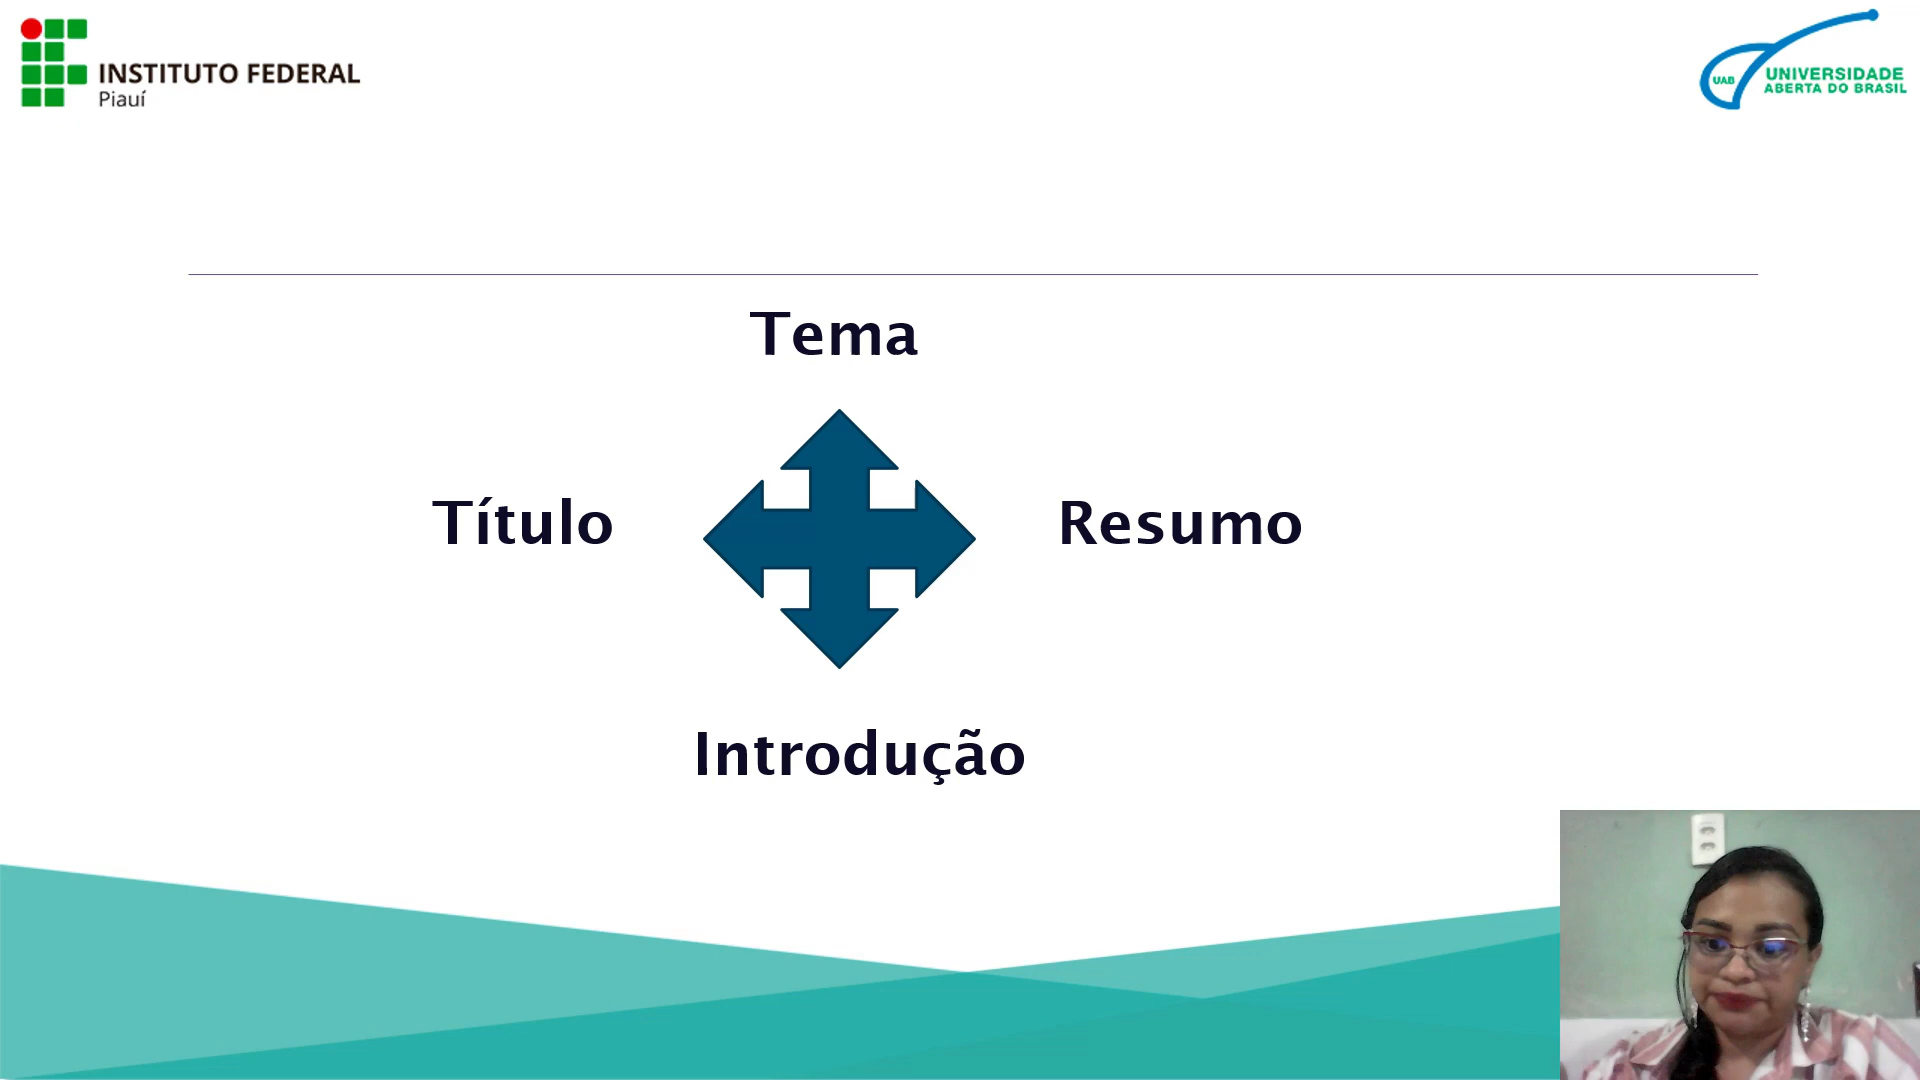 INSTITUTO FEDERAL
Piauí
UAB
UNIVERSIDADE
ABERTA DO BRASIL
Tema
Título
Resumo
Introdução